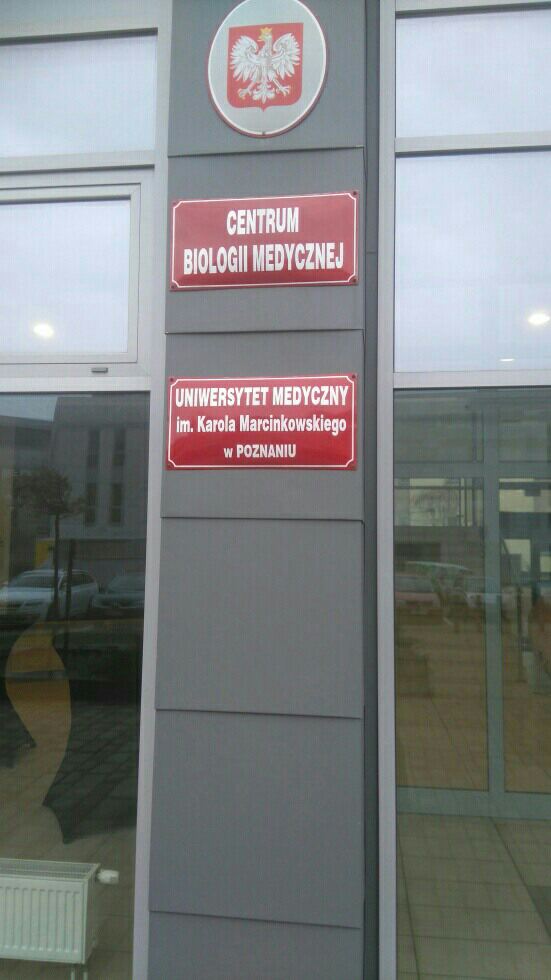 CENTRUM
BIOLOGII MEDYCZNEJ
UNIWERSYTET MEDYCZNY
im. Karola Marcinkowskiego
w POZNANIU